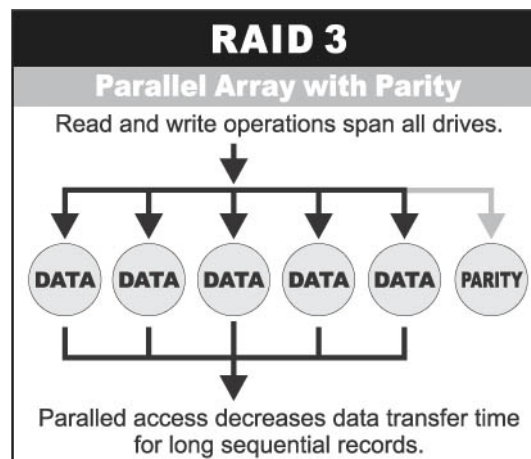 RAID 3
Parallel Array with Parity
Read and write operations span all drives.
DATA DATA DATA DATA DATA PARITY
Paralled access decreases data transfer time
for long sequential records.